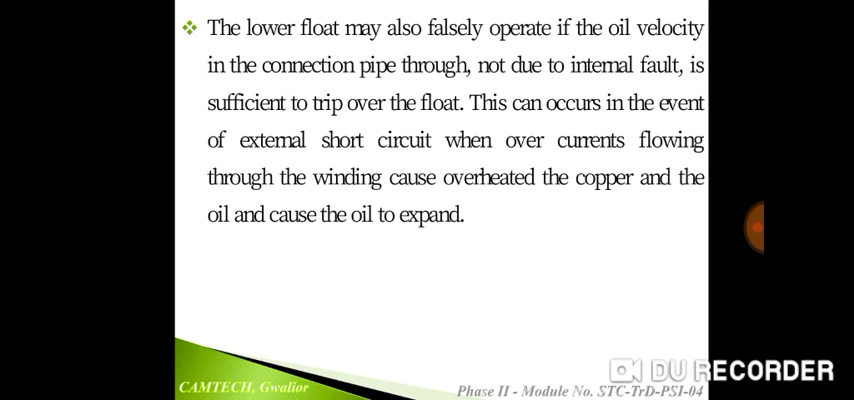 The lower float may also falsely operate if the oil velocity
in the connection pipe through, not due to internal fault, is
sufficient to trip over the float. This can occurs in the event
of external short circuit when over currents flowing
through the winding cause overheated the copper and the
oil and cause the oil to expand.
CAMTECH, Gwalior
Phase II - Module No. STC-TrD-PSI-04
DU RECORDER